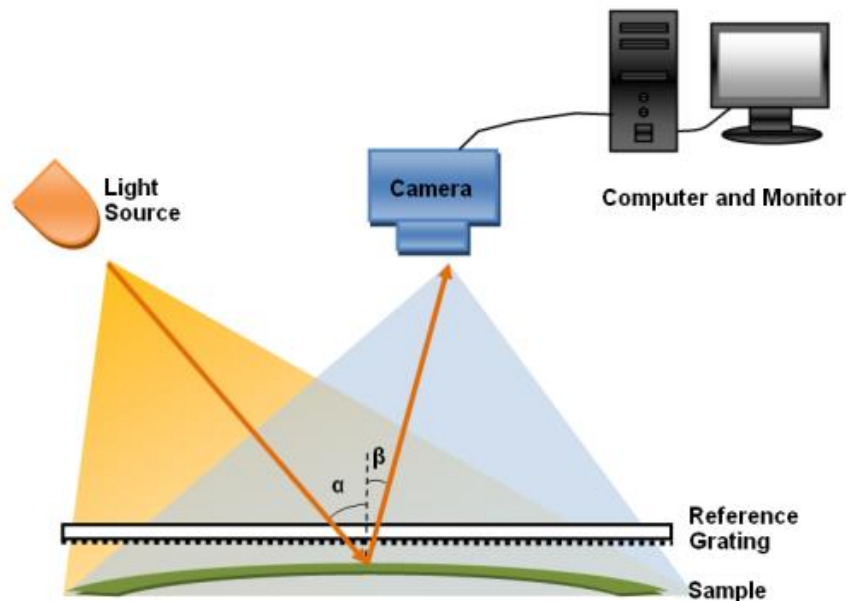 Light
Source
Camera
Computer and Monitor
α
β
Reference
Grating
Sample